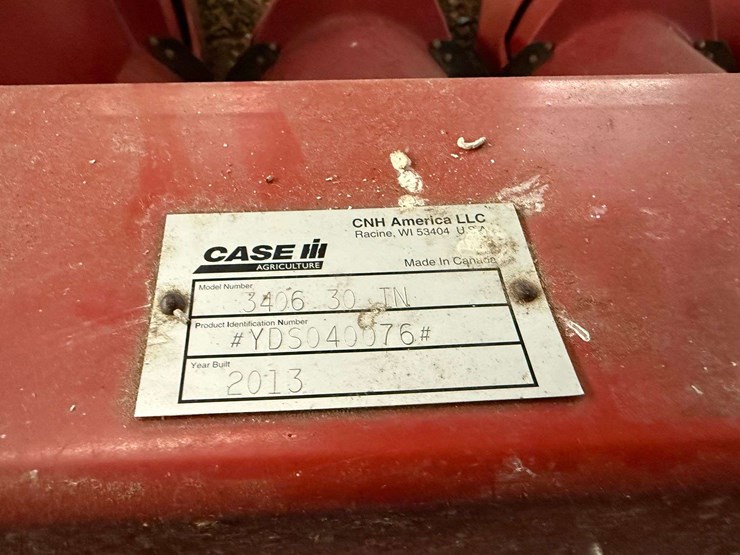 CNH America LLC
Racine, WI 53404 U.S.A.
CASE IH
AGRICULTURE
Made In Canada
Model Number
3406 30 IN
Product Identification Number
#YDS040076#
Year Built
2013